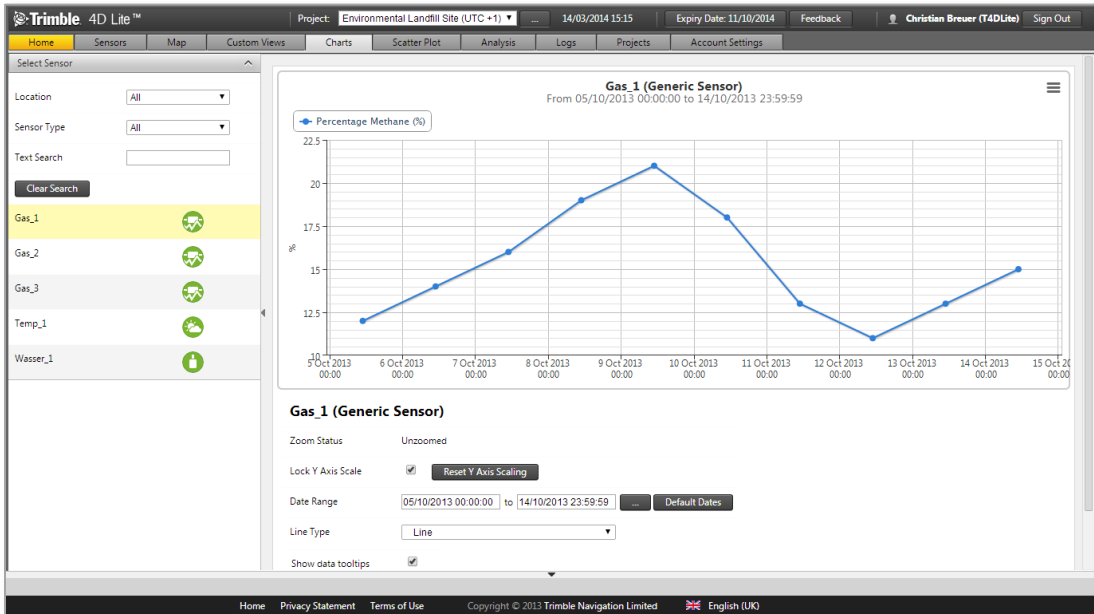 Trimble. 4D Lite™
Project: Environmental Landfill Site (UTC +1) ... 14/03/2014 15:15 Expiry Date: 11/10/2014 Feedback Christian Breuer (T4DLite) Sign Out
Home Sensors Map Custom Views Charts Scatter Plot Analysis Logs Projects Account Settings
Select Sensor
Location All
Sensor Type All
Text Search
Clear Search
Gas_1
Gas_2
Gas_3
Temp_1
Wasser_1
Gas_1 (Generic Sensor)
From 05/10/2013 00:00:00 to 14/10/2013 23:59:59
Percentage Methane (%)
22.5
20
17.5
%
15
12.5
10
5 Oct 2013 6 Oct 2013 7 Oct 2013 8 Oct 2013 9 Oct 2013 10 Oct 2013 11 Oct 2013 12 Oct 2013 13 Oct 2013 14 Oct 2013 15 Oct 20
00:00 00:00 00:00 00:00 00:00 00:00 00:00 00:00 00:00 00:00 00:00
Gas_1 (Generic Sensor)
Zoom Status Unzoomed
Lock Y Axis Scale Reset Y Axis Scaling
Date Range 05/10/2013 00:00:00 to 14/10/2013 23:59:59 ... Default Dates
Line Type Line
Show data tooltips
Home Privacy Statement Terms of Use Copyright © 2013 Trimble Navigation Limited English (UK)